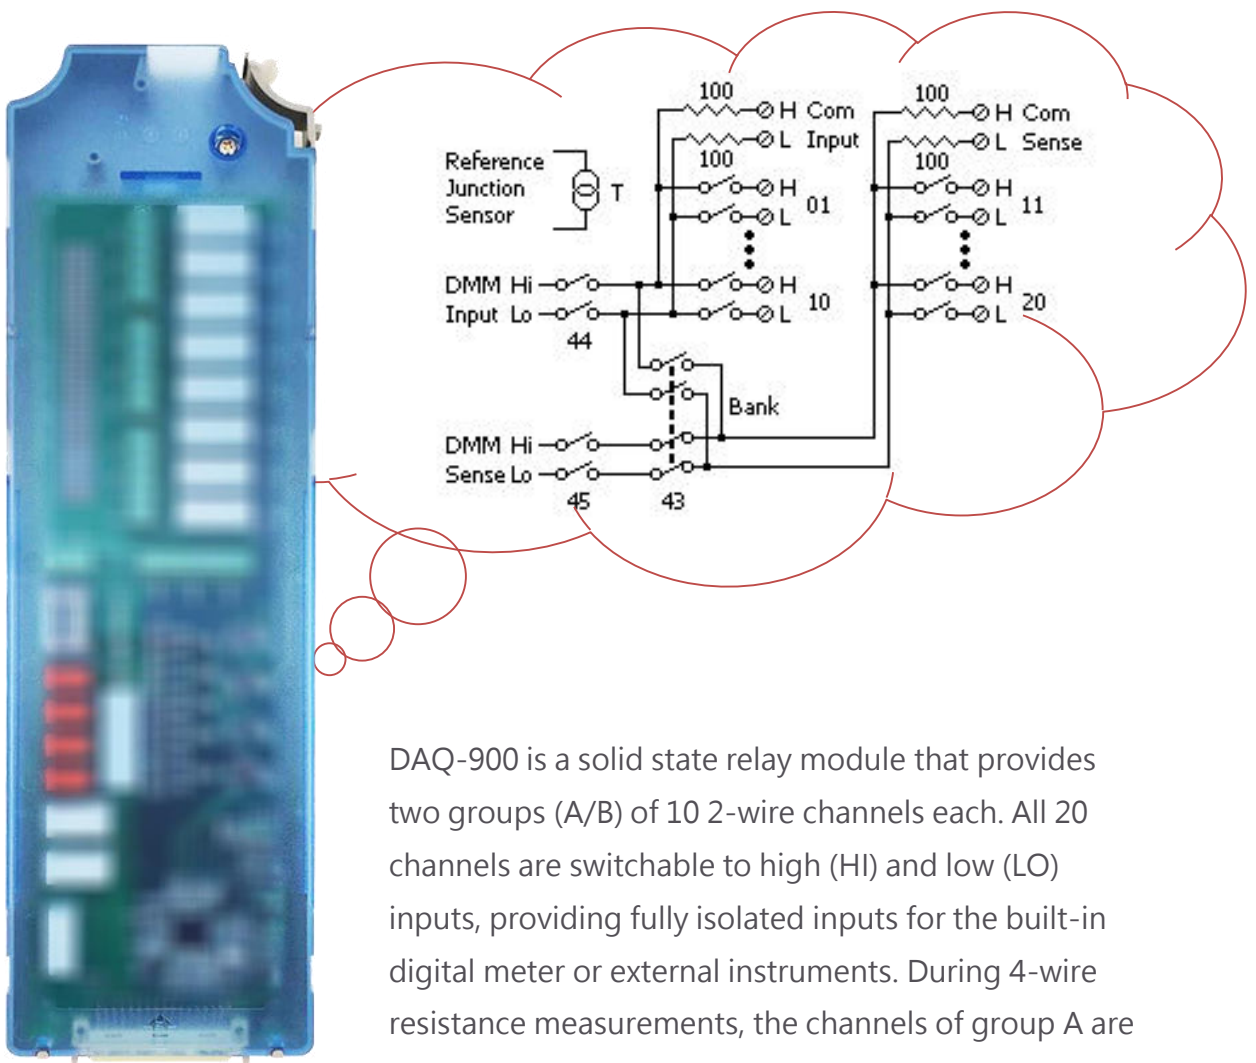 100
H Com
L Input
100
H
01
L
H
10
L
100
H Com
L Sense
100
H
11
L
H
20
L
Reference
Junction
Sensor
T
DMM Hi
Input Lo
44
Bank
DMM Hi
Sense Lo
45
43
DAQ-900 is a solid state relay module that provides
two groups (A/B) of 10 2-wire channels each. All 20
channels are switchable to high (HI) and low (LO)
inputs, providing fully isolated inputs for the built-in
digital meter or external instruments. During 4-wire
resistance measurements, the channels of group A are